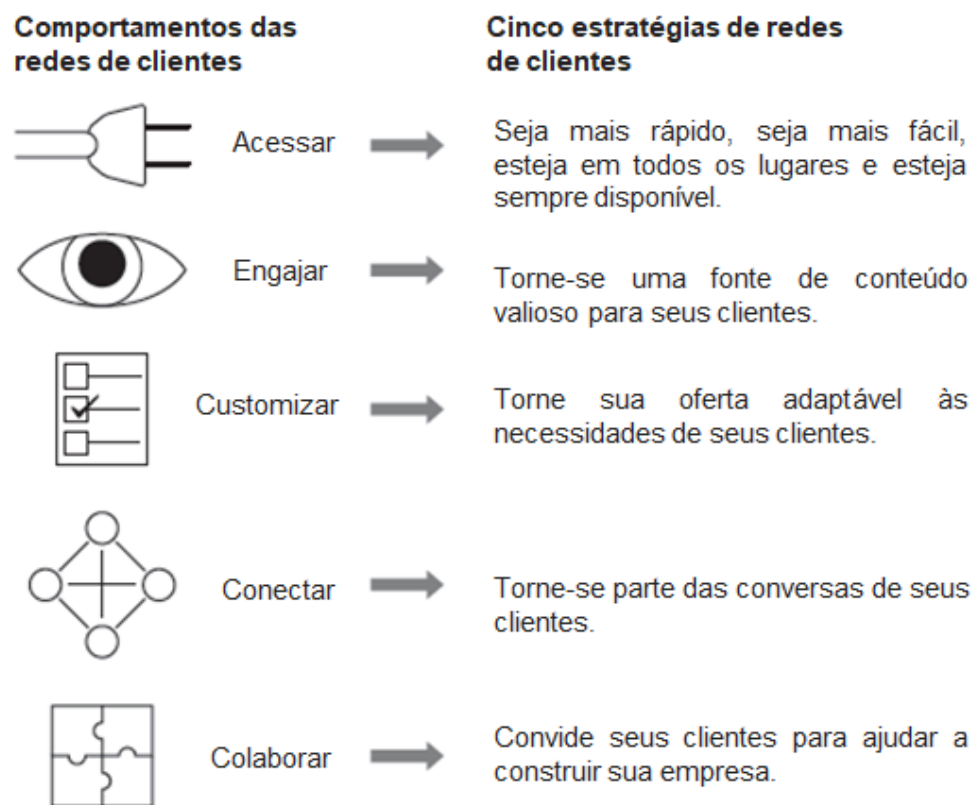 Comportamentos das
redes de clientes
Cinco estratégias de redes
de clientes
Acessar
Seja mais rápido, seja mais fácil,
esteja em todos os lugares e esteja
sempre disponível.
Engajar
Torne-se uma fonte de conteúdo
valioso para seus clientes.
Customizar
Torne sua oferta adaptável às
necessidades de seus clientes.
Conectar
Torne-se parte das conversas de seus
clientes.
Colaborar
Convide seus clientes para ajudar a
construir sua empresa.